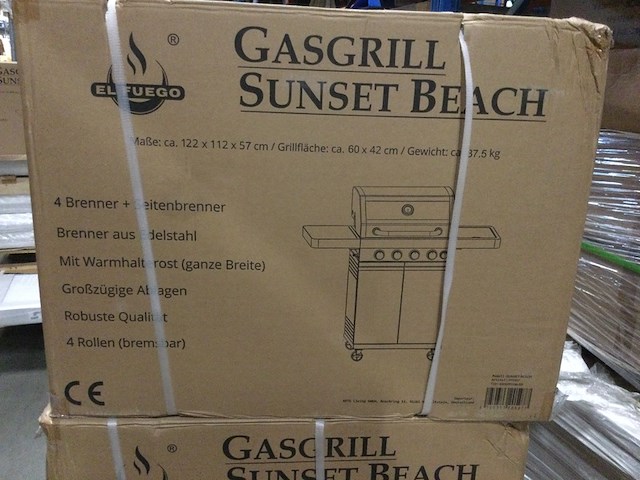 EL FUEGO ®
GASGRILL
SUNSET BEACH
Maße: ca. 122 x 112 x 57 cm / Grillfläche: ca. 60 x 42 cm / Gewicht: ca. 37.5 kg
4 Brenner + Seitenbrenner
Brenner aus Edelstahl
Mit Warmhalterost (ganze Breite)
Großzügige Ablagen
Robuste Qualität
4 Rollen (bremsbar)
CE
®
GASGRILL
SUNSET BEACH